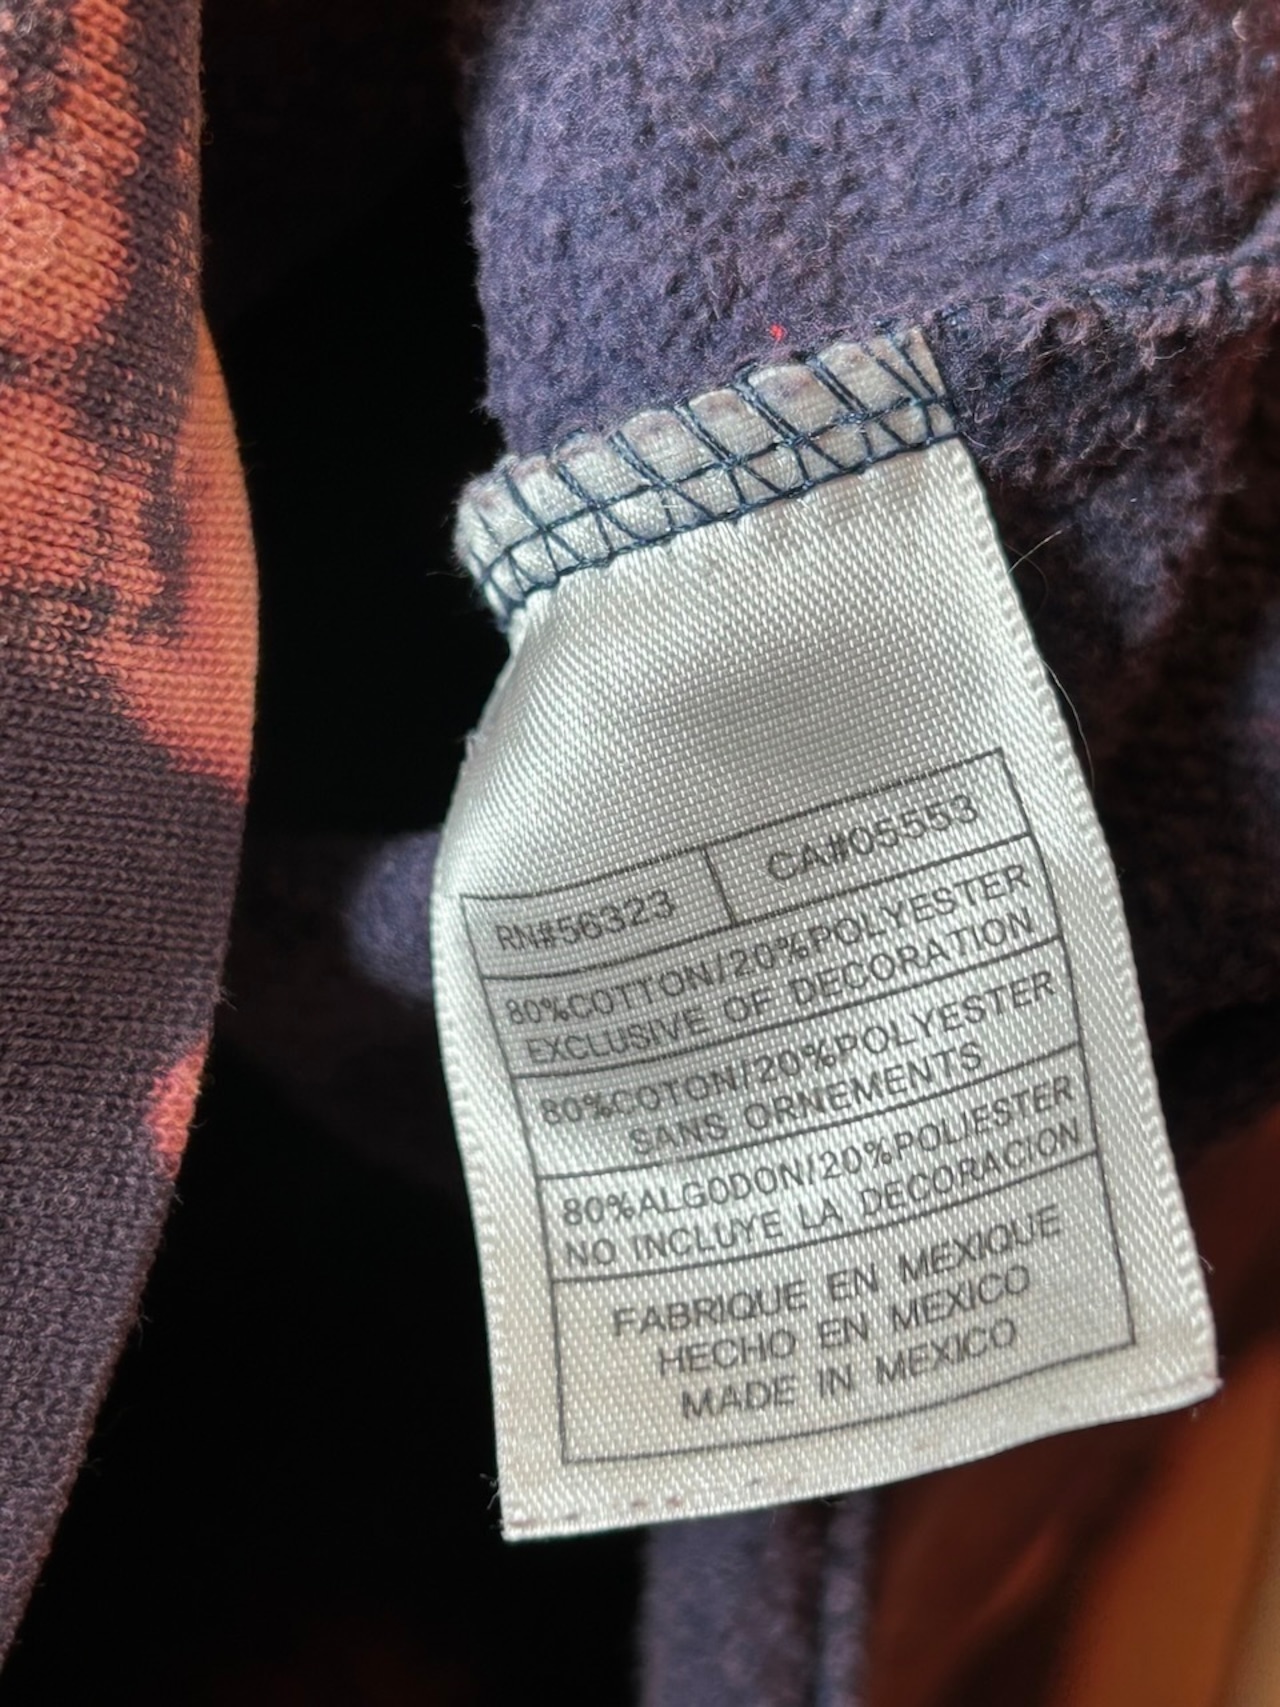 RN#56323 CA#05553
80%COTTON/20%POLYESTER
EXCLUSIVE OF DECORATION
80%COTON/20%POLYESTER
SANS ORNEMENTS
80%ALGODON/20%POLIESTER
NO INCLUYE LA DECORACION
FABRIQUE EN MEXIQUE
HECHO EN MEXICO
MADE IN MEXICO